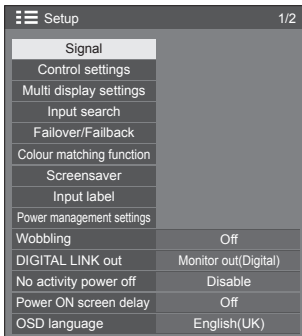 Setup 1/2
Signal
Control settings
Multi display settings
Input search
Failover/Failback
Colour matching function
Screensaver
Input label
Power management settings
Wobbling Off
DIGITAL LINK out Monitor out(Digital)
No activity power off Disable
Power ON screen delay Off
OSD language English(UK)